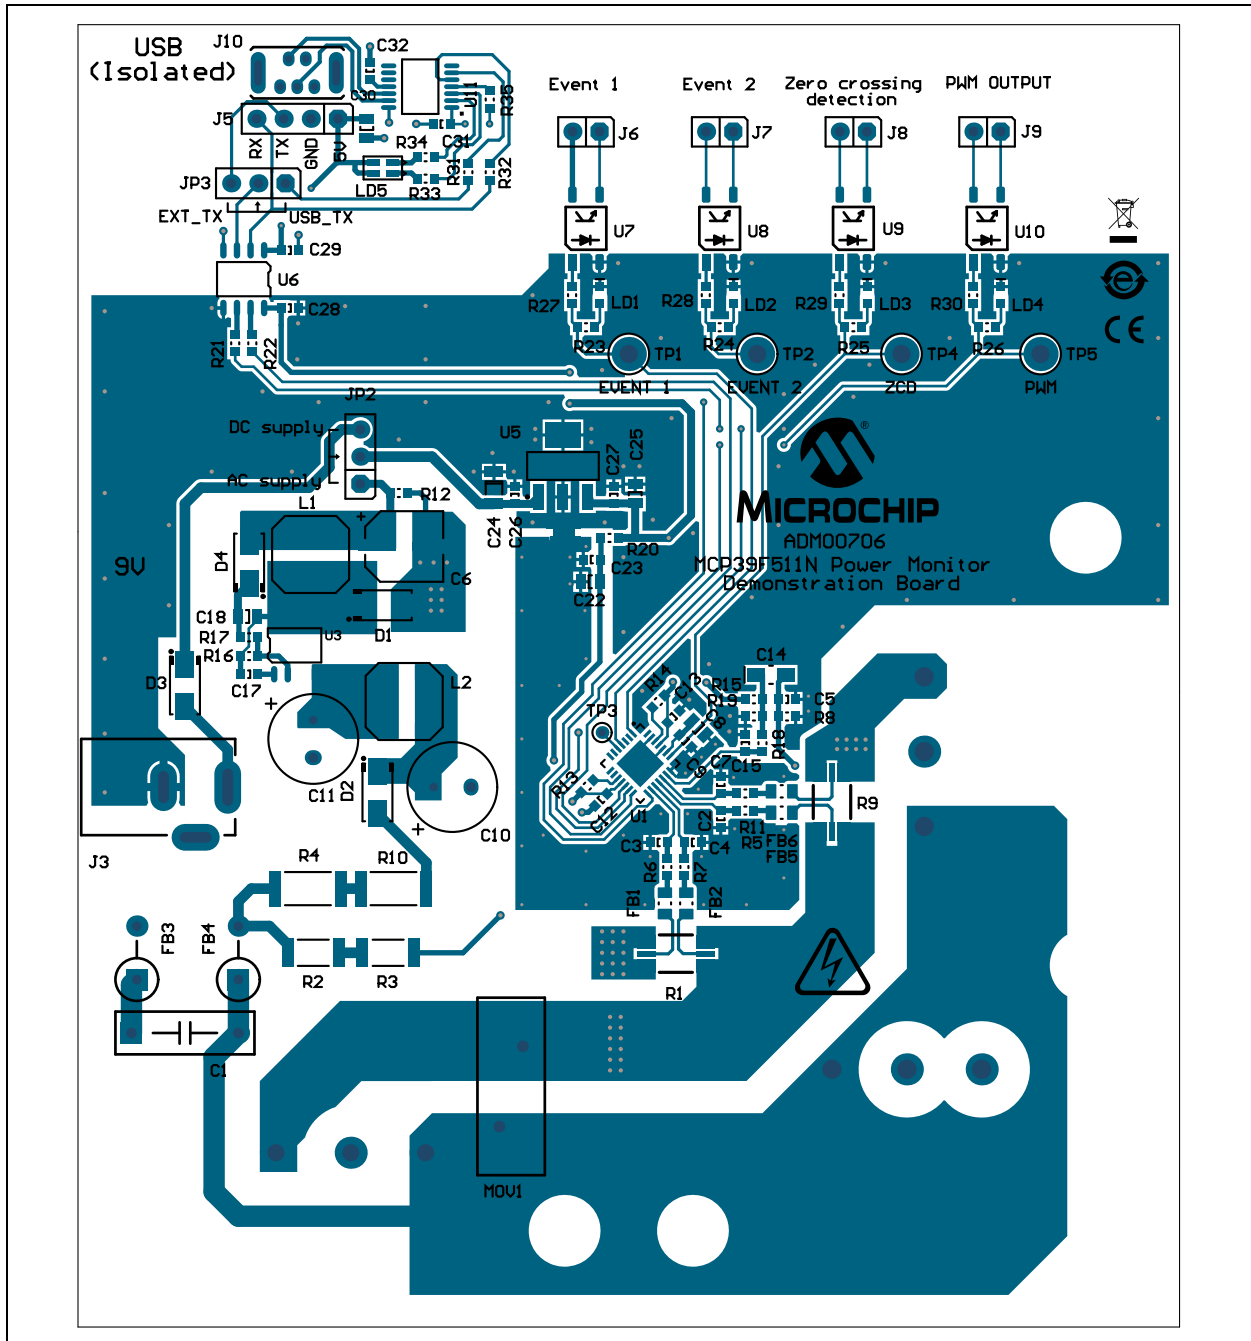 USB
(Isolated)
J10
C32
C30
U11
R35
J5
RX
TX
GND
5V
R34
C31
R33
R31
R32
LD5
JP3
EXT_TX
USB_TX
C29
U6
C28
R21
R22
Event 1
Event 2
Zero crossing
detection
PWM OUTPUT
J6
J7
J8
J9
U7
U8
U9
U10
R27
LD1
R28
LD2
R29
LD3
R30
LD4
R23
R24
R25
R26
TP1
TP2
TP4
TP5
EVENT 1
EVENT 2
ZCD
PWM
CE
JP2
DC supply
AC supply
R12
L1
U5
C27
C25
C24
C26
R20
C23
C22
MICROCHIP
®
ADM00706
MCP39F511N Power Monitor
Demonstration Board
9V
D4
C6
D1
C18
R17
R16
C17
U3
D3
L2
C11
D2
C10
J3
TP3
R14
C13
C8
C9
R13
C12
U1
R15
R19
C14
C5
R8
R18
C15
C7
C2
R11
R5
FB6
FB5
R9
C3
C4
R6
R7
FB1
FB2
R1
R4
R10
FB3
FB4
R2
R3
C1
MOV1